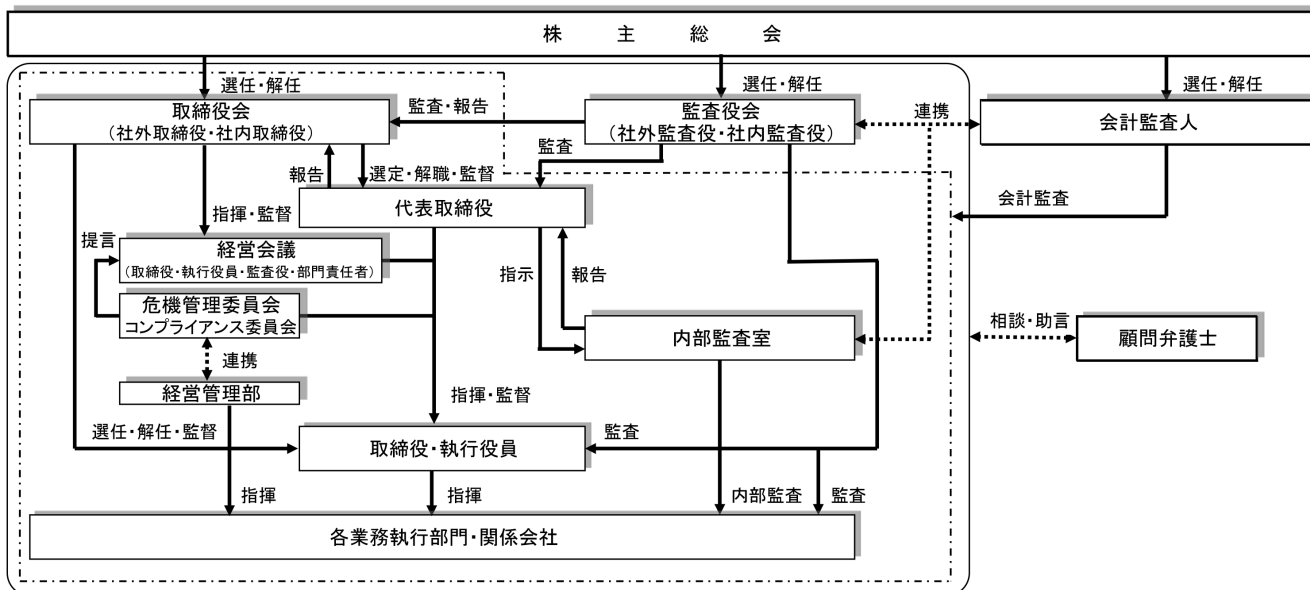 株主総会
選任・解任
選任・解任
選任・解任
取締役会
(社外取締役・社内取締役)
監査・報告
監査役会
(社外監査役・社内監査役)
連携
会計監査人
監査
報告
選定・解職・監督
代表取締役
会計監査
指揮・監督
提言
経営会議
(取締役・執行役員・監査役・部門責任者)
指示
報告
危機管理委員会
コンプライアンス委員会
内部監査室
相談・助言
顧問弁護士
連携
経営管理部
指揮・監督
選任・解任・監督
取締役・執行役員
監査
指揮
指揮
内部監査
監査
各業務執行部門・関係会社